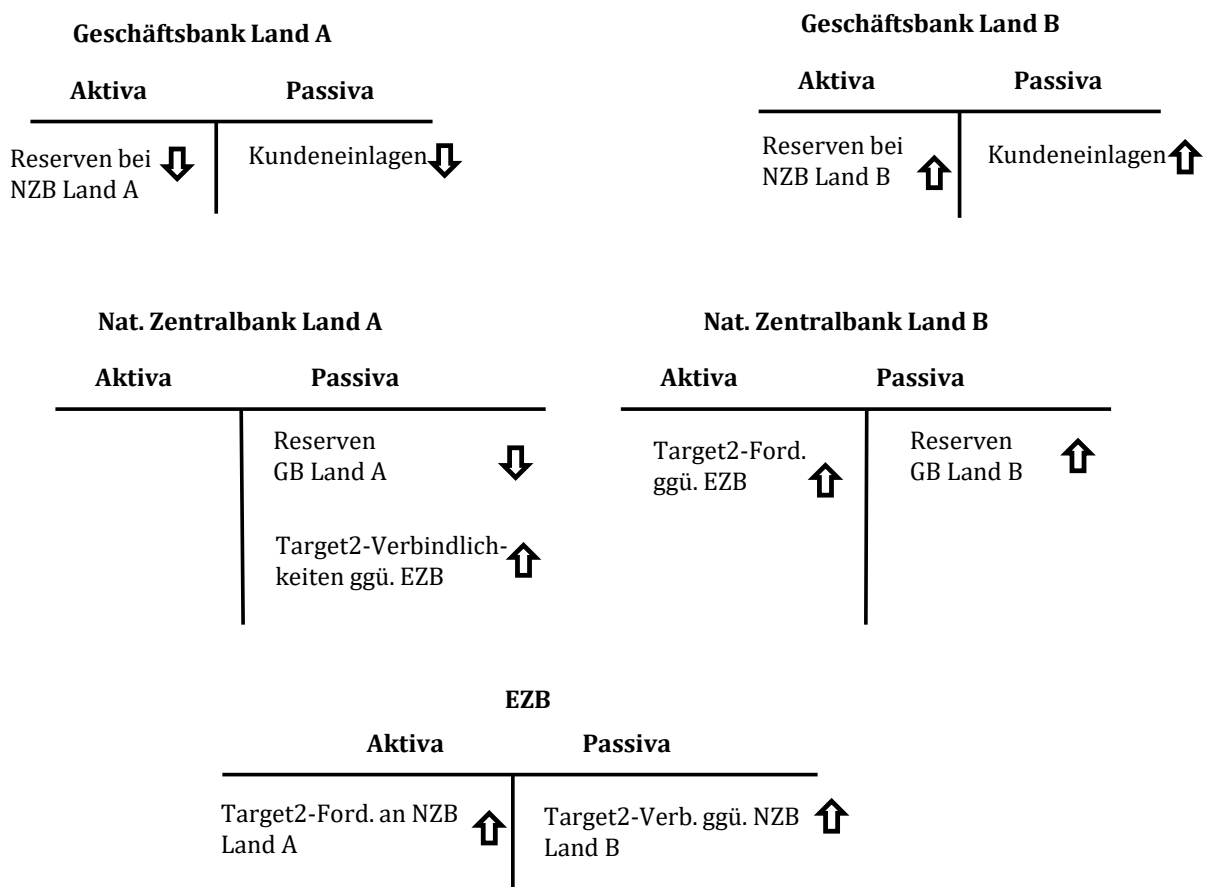 Geschäftsbank Land A
Aktiva Passiva
Reserven bei
NZB Land A
Kundeneinlagen
Geschäftsbank Land B
Aktiva Passiva
Reserven bei
NZB Land B
Kundeneinlagen
Nat. Zentralbank Land A
Aktiva Passiva
Reserven
GB Land A
Target2-Verbindlich-
keiten ggü. EZB
Nat. Zentralbank Land B
Aktiva Passiva
Target2-Ford.
ggü. EZB
Reserven
GB Land B
EZB
Aktiva Passiva
Target2-Ford. an NZB
Land A
Target2-Verb. ggü. NZB
Land B